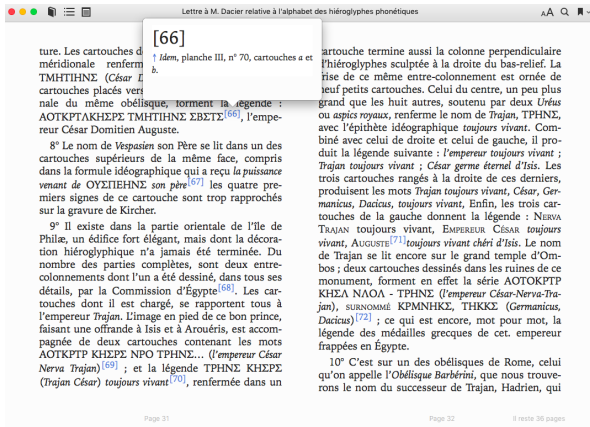 Lettre à M. Dacier relative à l'alphabet des hiéroglyphes phonétiques
AA
[66]
↑ Idem, planche III, n° 70, cartouches a et
b.
ture. Les cartouches d
méridionale renferm
ΤΜΗΤΙΗΝΣ (César D
cartouches placés vers
nale du même obélisque, forment la légende :
ΑΟΤΚΡΤΛΚΗΣΡΣ ΤΜΗΤΙΗΝΣ ΣΒΣΤΣ[66], l'empe-
reur César Domitien Auguste.
8° Le nom de Vespasien son Père se lit dans un des
cartouches supérieurs de la même face, compris
dans la formule idéographique qui a reçu la puissance
venant de ΟΥΣΠΙΕΗΝΣ son père[67] les quatre pre-
miers signes de ce cartouche sont trop rapprochés
sur la gravure de Kircher.
9° Il existe dans la partie orientale de l'île de
Philæ, un édifice fort élégant, mais dont la décora-
tion hiéroglyphique n'a jamais été terminée. Du
nombre des parties complètes, sont deux entre-
colonnements dont l'un a été dessiné, dans tous ses
détails, par la Commission d'Égypte[68]. Les car-
touches dont il est chargé, se rapportent tous à
l'empereur Trajan. L'image en pied de ce bon prince,
faisant une offrande à Isis et à Arouéris, est accom-
pagnée de deux cartouches contenant les mots
ΑΟΤΚΡΤΡ ΚΗΣΡΣ ΝΡΟ ΤΡΗΝΣ... (l'empereur César
Nerva Trajan)[69] ; et la légende ΤΡΗΝΣ ΚΗΣΡΣ
(Trajan César) toujours vivant[70], renfermée dans un
Page 31
cartouche termine aussi la colonne perpendiculaire
d'hiéroglyphes sculptée à la droite du bas-relief. La
frise de ce même entre-colonnement est ornée de
neuf petits cartouches. Celui du centre, un peu plus
grand que les huit autres, soutenu par deux Uréus
ou aspics royaux, renferme le nom de Trajan, ΤΡΗΝΣ,
avec l'épithète idéographique toujours vivant. Com-
biné avec celui de droite et celui de gauche, il pro-
duit la légende suivante : l'empereur toujours vivant ;
Trajan toujours vivant ; César germe éternel d'Isis. Les
trois cartouches rangés à la droite de ces derniers,
produisent les mots Trajan toujours vivant, César, Ger-
manicus, Dacicus, toujours vivant, Enfin, les trois car-
touches de la gauche donnent la légende : NERVA
TRAJAN toujours vivant, EMPEREUR CÉSAR toujours
vivant, AUGUSTE[71]toujours vivant chéri d'Isis. Le nom
de Trajan se lit encore sur le grand temple d'Om-
bos ; deux cartouches dessinés dans les ruines de ce
monument, forment en effet la série ΑΟΤΟΚΡΤΡ
ΚΗΣΛ ΝΛΟΛ - ΤΡΗΝΣ (l'empereur César-Nerva-Tra-
jan), SURNOMMÉ ΚΡΜΝΗΚΣ, ΤΗΚΚΣ (Germanicus,
Dacicus)[72] ; ce qui est encore, mot pour mot, la
légende des médailles grecques de cet. empereur
frappées en Égypte.
10° C'est sur un des obélisques de Rome, celui
qu'on appelle l'Obélisque Barbérini, que nous trouve-
rons le nom du successeur de Trajan, Hadrien, qui
Page 32
Il reste 36 pages